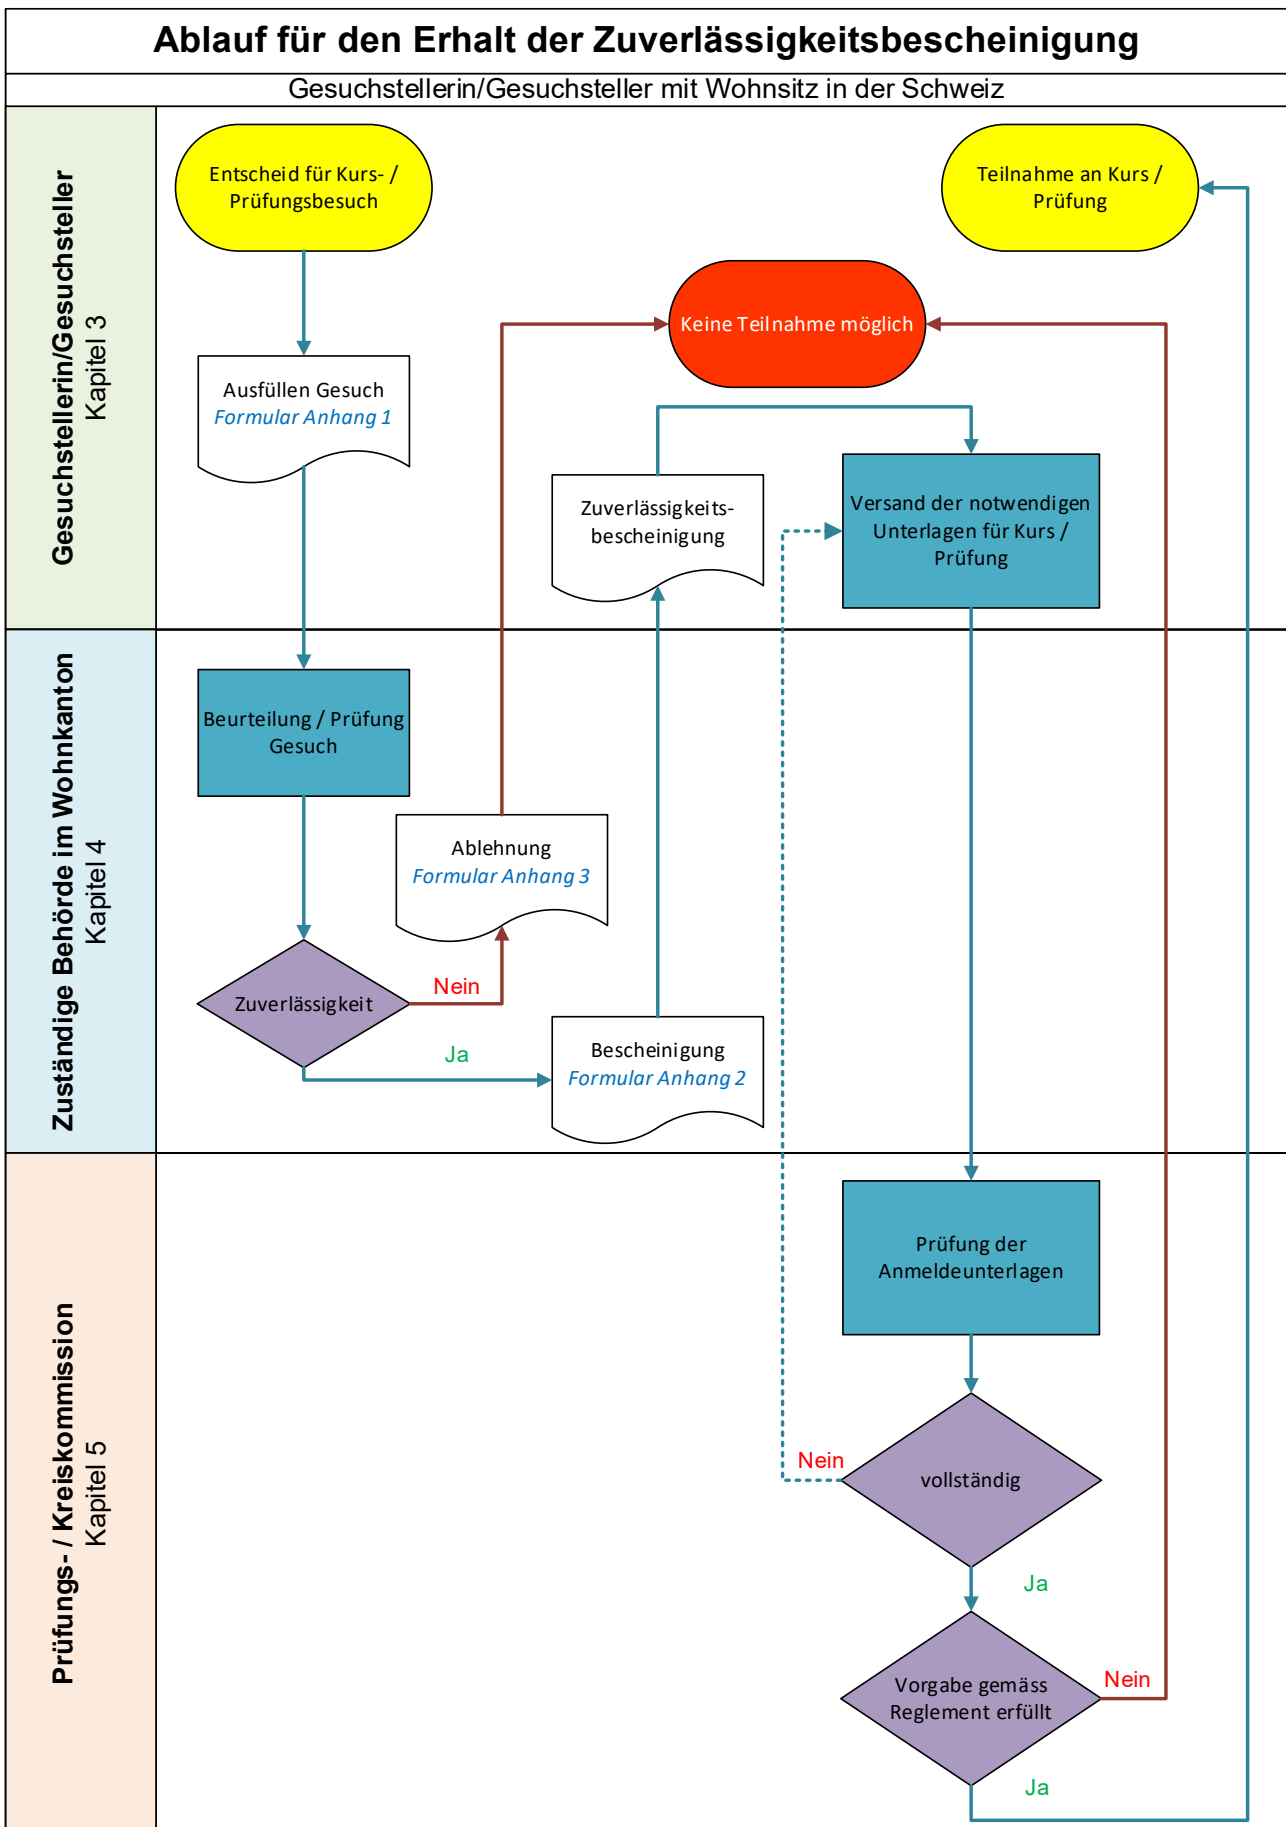 Ablauf für den Erhalt der Zuverlässigkeitsbescheinigung
Gesuchstellerin/Gesuchsteller mit Wohnsitz in der Schweiz
Gesuchstellerin/Gesuchsteller
Kapitel 3
Entscheid für Kurs- /
Prüfungsbesuch
Teilnahme an Kurs /
Prüfung
Keine Teilnahme möglich
Ausfüllen Gesuch
Formular Anhang 1
Zuverlässigkeits-
bescheinigung
Versand der notwendigen
Unterlagen für Kurs /
Prüfung
Zuständige Behörde im Wohnkanton
Kapitel 4
Beurteilung / Prüfung
Gesuch
Ablehnung
Formular Anhang 3
Zuverlässigkeit
Nein
Ja
Bescheinigung
Formular Anhang 2
Prüfungs- / Kreiskommission
Kapitel 5
Prüfung der
Anmeldeunterlagen
Nein
vollständig
Ja
Vorgabe gemäss
Reglement erfüllt
Nein
Ja